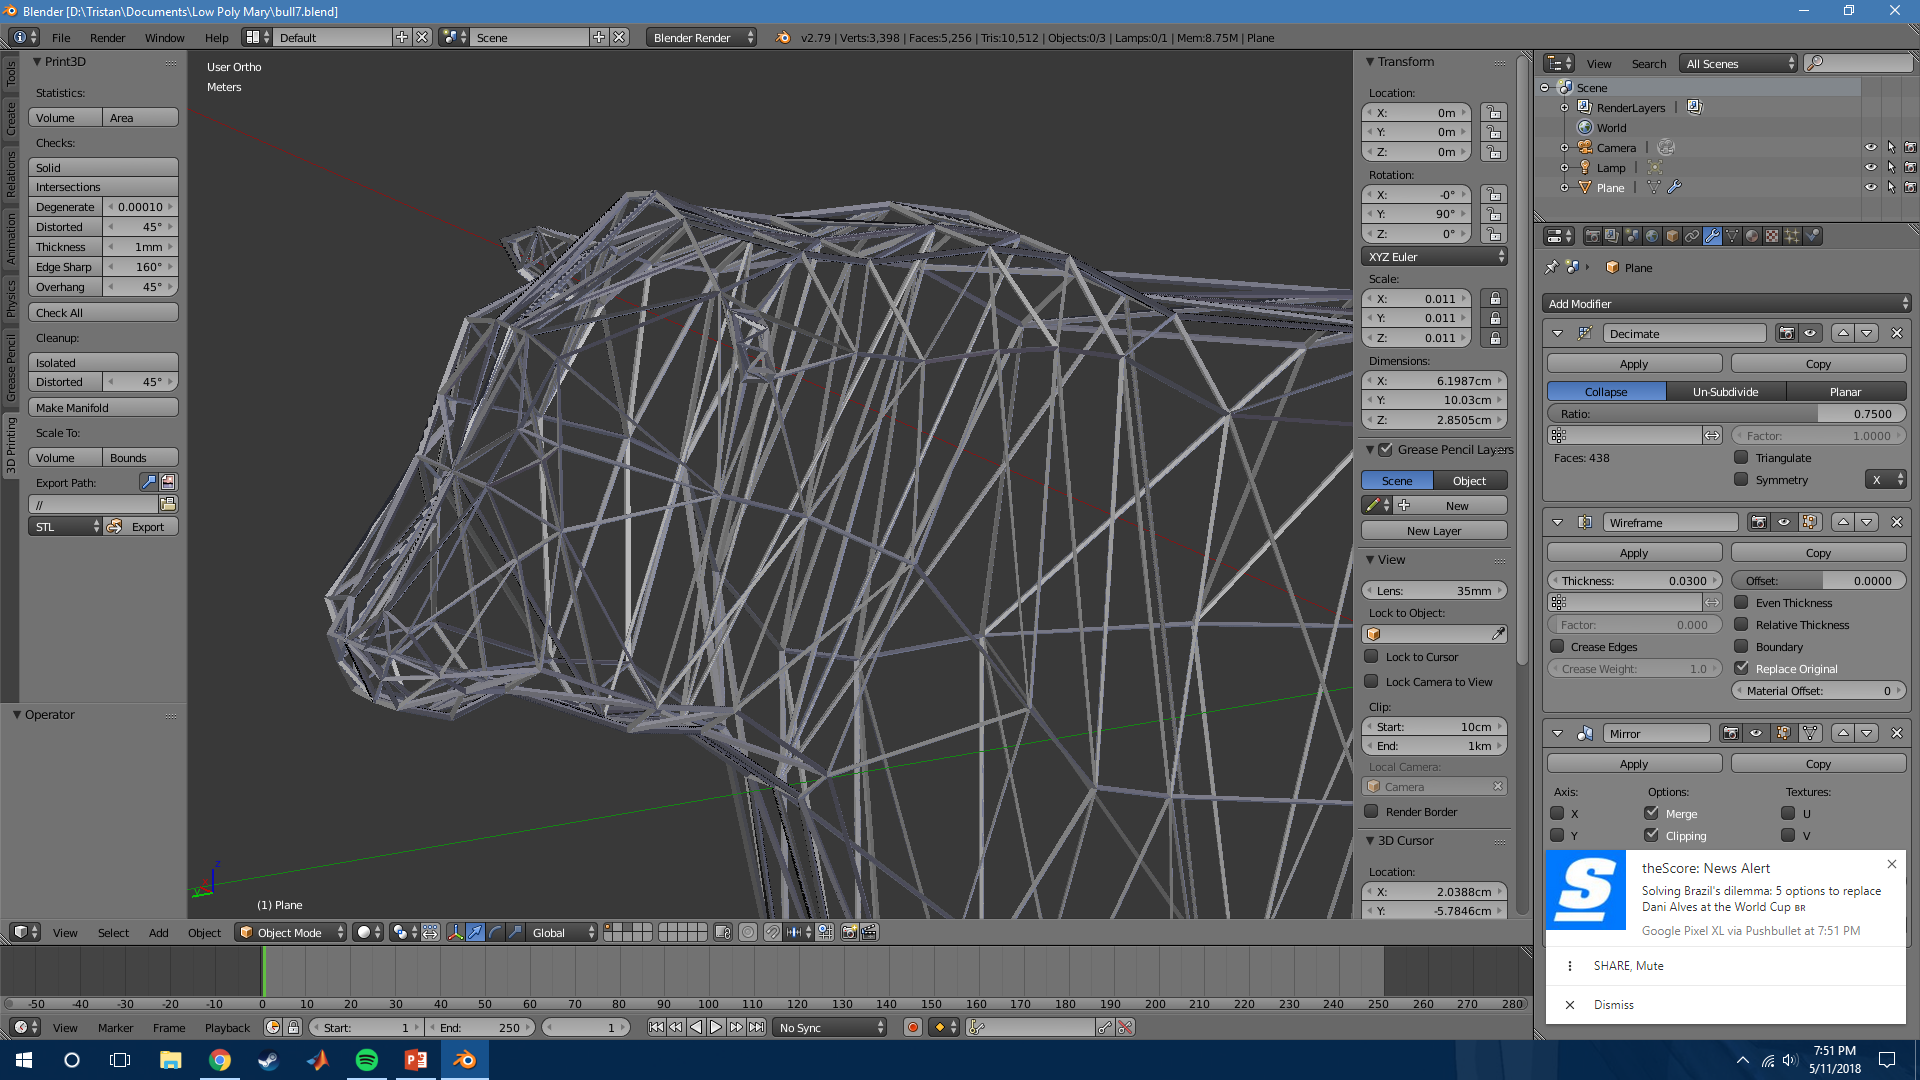 Blender [D:\Tristan\Documents\Low Poly Mary\bull7.blend]
File Render Window Help Default Scene Blender Render v2.79 | Verts:3,398 | Faces:5,256 | Tris:10,512 | Objects:0/3 | Lamps:0/1 | Mem:8.75M | Plane
Tools
Create
Relations
Animation
Physics
Grease Pencil
3D Printing
Print3D
Statistics:
Volume Area
Checks:
Solid
Intersections
Degenerate 0.00010
Distorted 45°
Thickness 1mm
Edge Sharp 160°
Overhang 45°
Check All
Cleanup:
Isolated
Distorted 45°
Make Manifold
Scale To:
Volume Bounds
Export Path:
//
STL Export
Operator
User Ortho
Meters
(1) Plane
Transform
Location:
X: 0m
Y: 0m
Z: 0m
Rotation:
X: -0°
Y: 90°
Z: 0°
XYZ Euler
Scale:
X: 0.011
Y: 0.011
Z: 0.011
Dimensions:
X: 6.1987cm
Y: 10.03cm
Z: 2.8505cm
Grease Pencil Layers
Scene Object
New
New Layer
View
Lens: 35mm
Lock to Object:
Lock to Cursor
Lock Camera to View
Clip:
Start: 10cm
End: 1km
Local Camera:
Camera
Render Border
3D Cursor
Location:
X: 2.0388cm
Y: -5.7846cm
View Search All Scenes
Scene
RenderLayers
World
Camera
Lamp
Plane
Plane
Add Modifier
Decimate
Apply Copy
Collapse Un-Subdivide Planar
Ratio: 0.7500
Factor: 1.0000
Faces: 438 Triangulate
Symmetry X
Wireframe
Apply Copy
Thickness: 0.0300 Offset: 0.0000
Even Thickness
Factor: 0.000 Relative Thickness
Crease Edges Boundary
Crease Weight: 1.0 Replace Original
Material Offset: 0
Mirror
Apply Copy
Axis: Options: Textures:
X Merge U
Y Clipping V
theScore: News Alert
Solving Brazil's dilemma: 5 options to replace
Dani Alves at the World Cup BR
Google Pixel XL via Pushbullet at 7:51 PM
SHARE, Mute
Dismiss
View Select Add Object Object Mode Global
-50 -40 -30 -20 -10 0 10 20 30 40 50 60 70 80 90 100 110 120 130 140 150 160 170 180 190 200 210 220 230 240 250 260 270 280
View Marker Frame Playback Start: 1 End: 250 1 No Sync
7:51 PM
5/11/2018